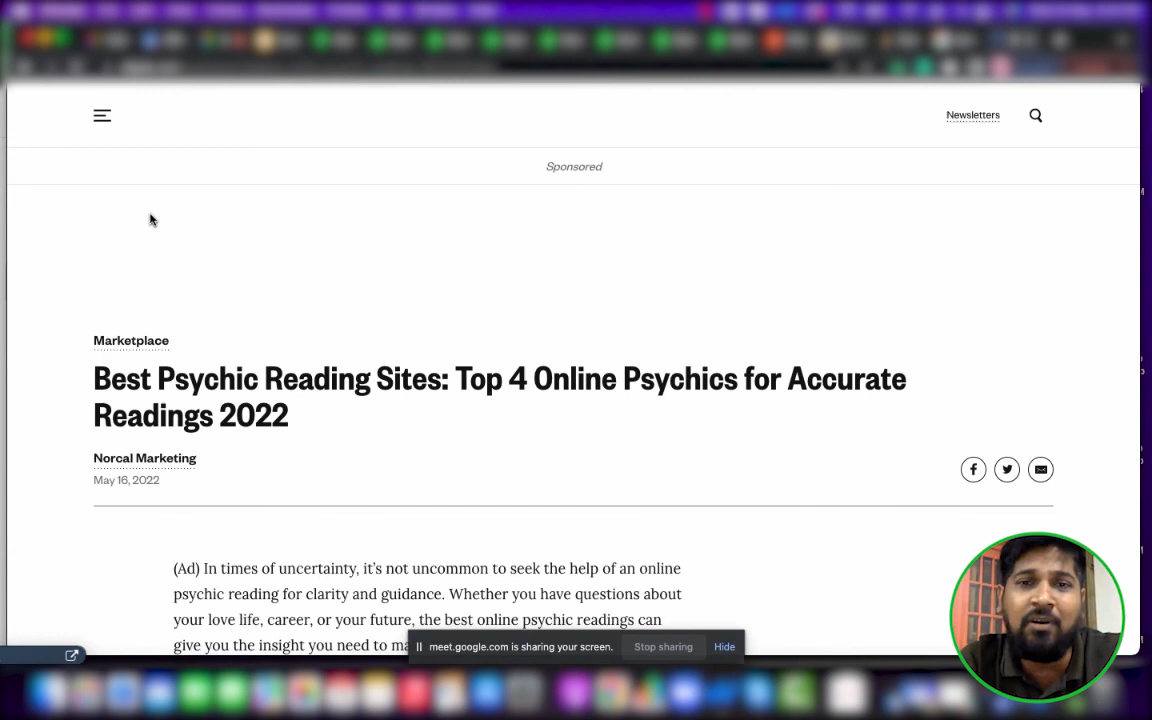 Newsletters
Sponsored
Marketplace
Best Psychic Reading Sites: Top 4 Online Psychics for Accurate
Readings 2022
Norcal Marketing
May 16, 2022
(Ad) In times of uncertainty, it’s not uncommon to seek the help of an online
psychic reading for clarity and guidance. Whether you have questions about
your love life, career, or your future, the best online psychic readings can
give you the insight you need to
meet.google.com is sharing your screen.
Stop sharing
Hide